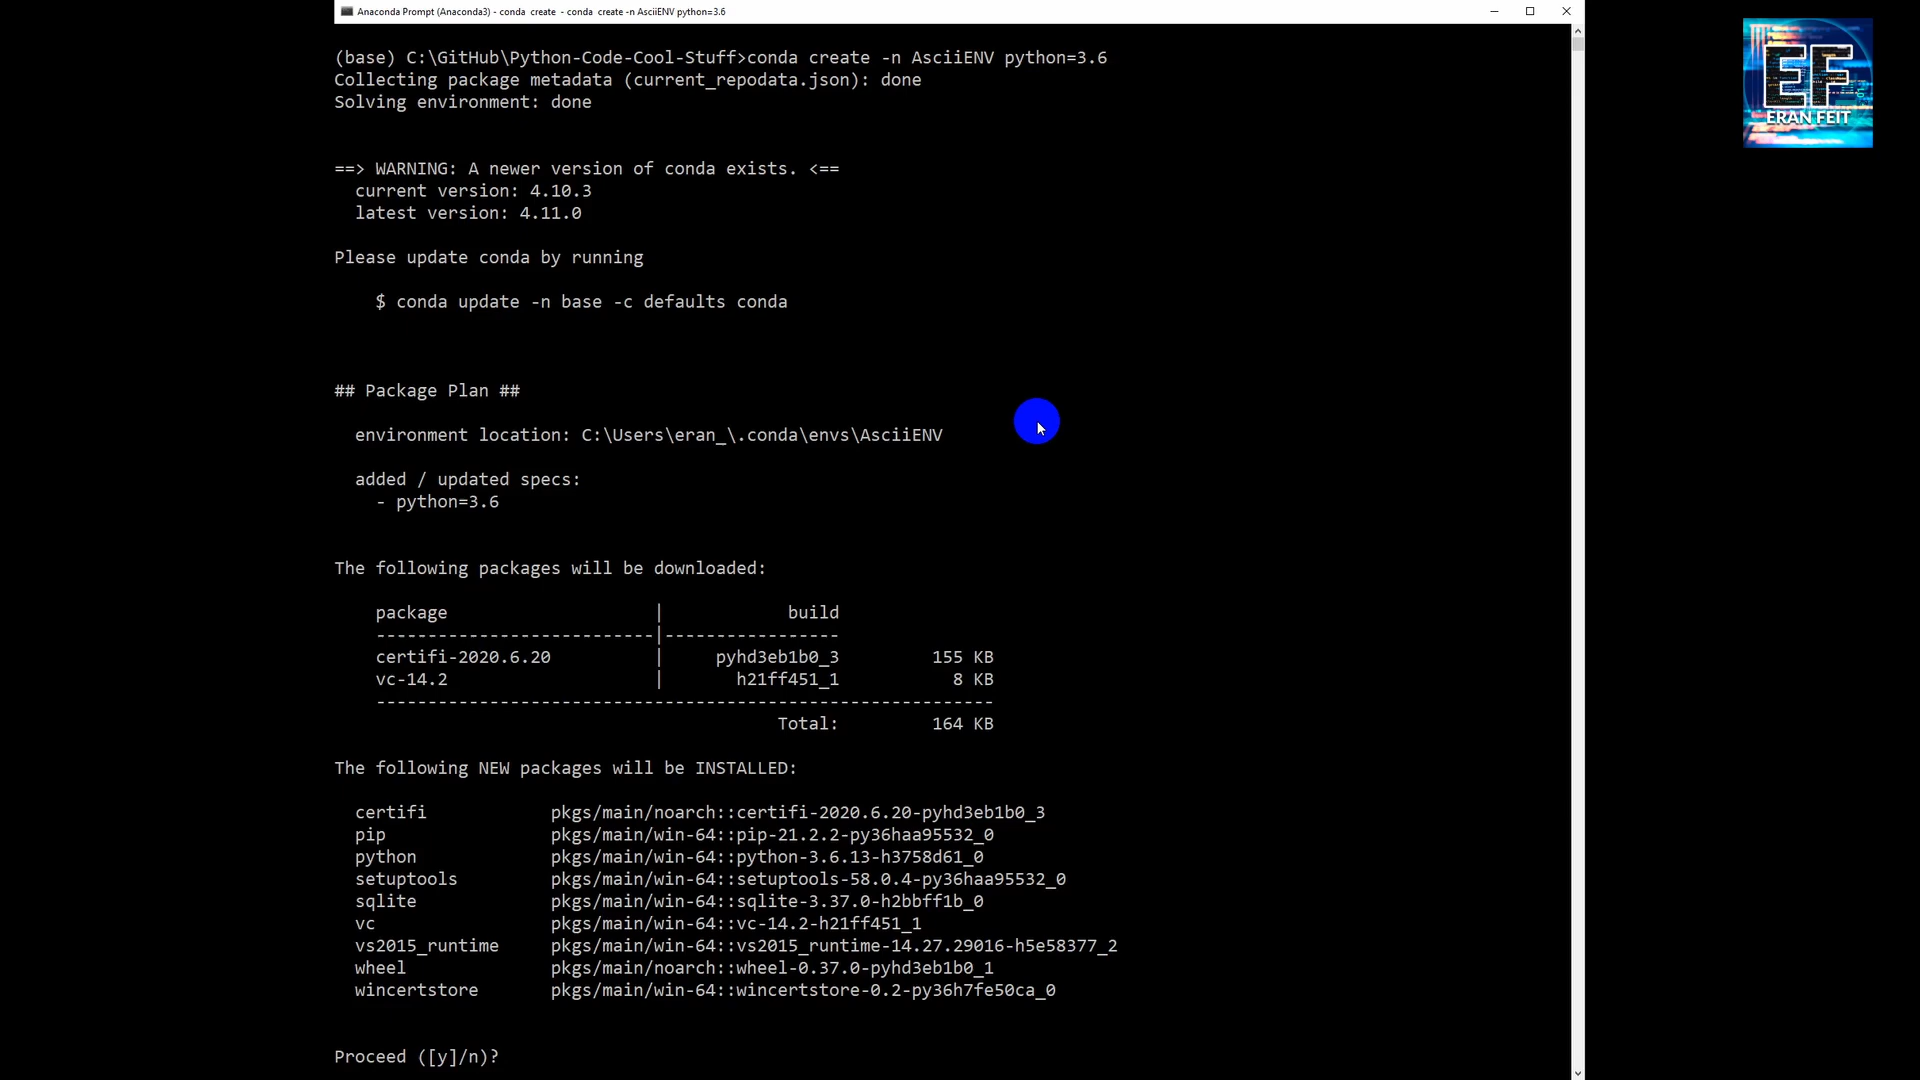 Anaconda Prompt (Anaconda3) - conda create - conda create -n AsciiENV python=3.6
(base) C:\GitHub\Python-Code-Cool-Stuff>conda create -n AsciiENV python=3.6
Collecting package metadata (current_repodata.json): done
Solving environment: done
==> WARNING: A newer version of conda exists. <==
current version: 4.10.3
latest version: 4.11.0
Please update conda by running
$ conda update -n base -c defaults conda
## Package Plan ##
environment location: C:\Users\eran_\.conda\envs\AsciiENV
added / updated specs:
- python=3.6
The following packages will be downloaded:
package | build
---------------------------|-----------------
certifi-2020.6.20 | pyhd3eb1b0_3 155 KB
vc-14.2 | h21ff451_1 8 KB
------------------------------------------------------------
Total: 164 KB
The following NEW packages will be INSTALLED:
certifi pkgs/main/noarch::certifi-2020.6.20-pyhd3eb1b0_3
pip pkgs/main/win-64::pip-21.2.2-py36haa95532_0
python pkgs/main/win-64::python-3.6.13-h3758d61_0
setuptools pkgs/main/win-64::setuptools-58.0.4-py36haa95532_0
sqlite pkgs/main/win-64::sqlite-3.37.0-h2bbff1b_0
vc pkgs/main/win-64::vc-14.2-h21ff451_1
vs2015_runtime pkgs/main/win-64::vs2015_runtime-14.27.29016-h5e58377_2
wheel pkgs/main/noarch::wheel-0.37.0-pyhd3eb1b0_1
wincertstore pkgs/main/win-64::wincertstore-0.2-py36h7fe50ca_0
Proceed ([y]/n)?
EF
ERAN FEIT